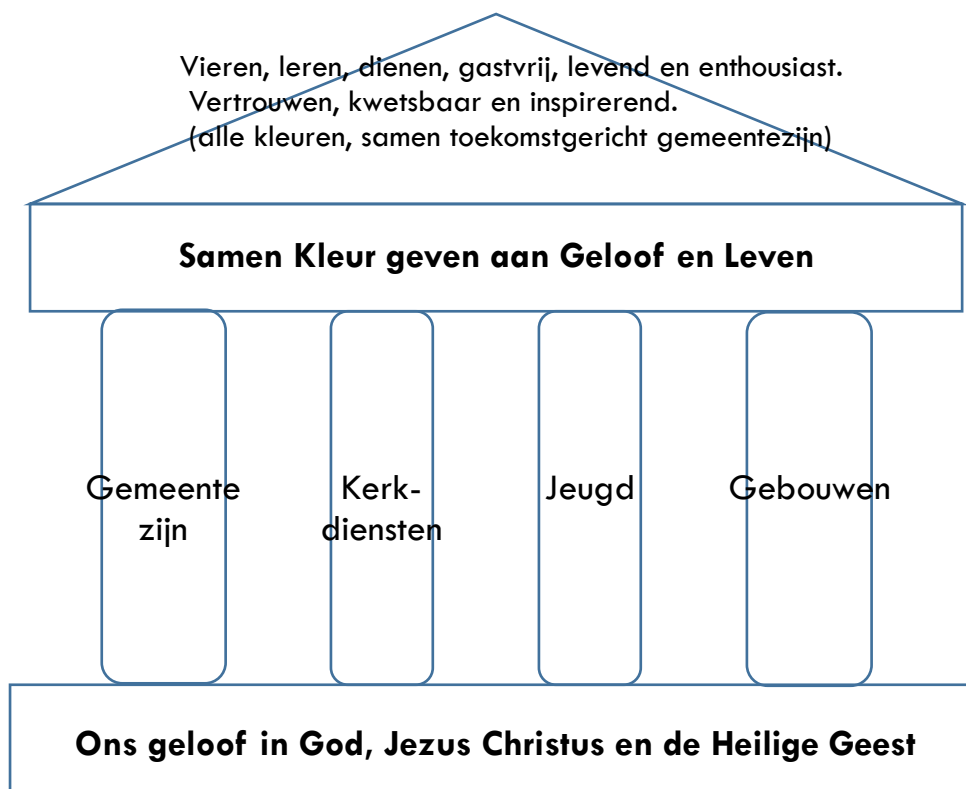 Vieren, leren, dienen, gastvrij, levend en enthousiast.
Vertrouwen, kwetsbaar en inspirerend.
(alle kleuren, samen toekomstgericht gemeentezijn)
Samen Kleur geven aan Geloof en Leven
Gemeente
zijn
Kerk-
diensten
Jeugd
Gebouwen
Ons geloof in God, Jezus Christus en de Heilige Geest